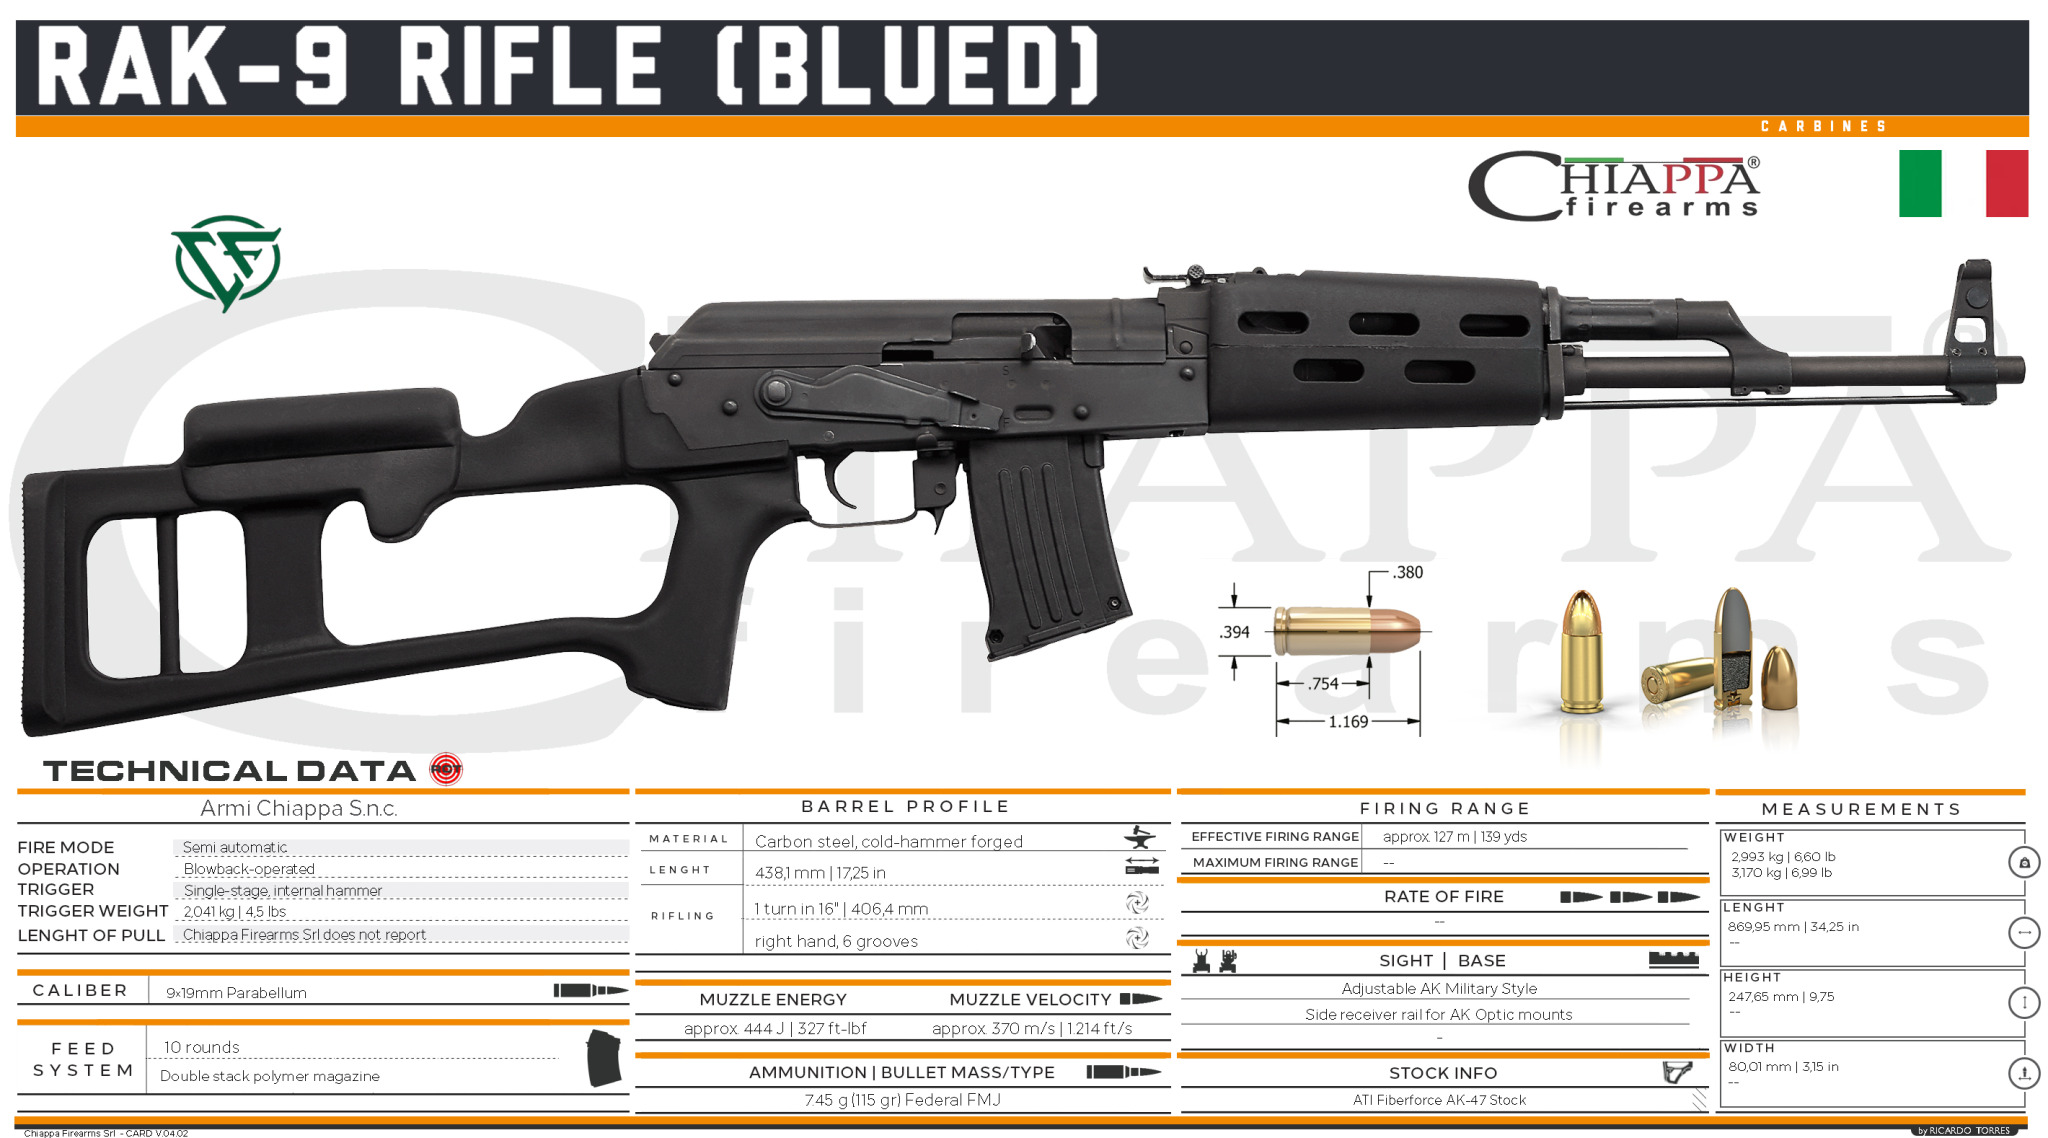 RAK-9 RIFLE (BLUED)
CARBINES
CHIAPPA®
firearms
CF
CHIAPPA®
firearms
.380
.394
.754
1.169
TECHNICAL DATA
Armi Chiappa S.n.c.
FIRE MODE Semi automatic
OPERATION Blowback-operated
TRIGGER Single-stage, internal hammer
TRIGGER WEIGHT 2,041 kg | 4,5 lbs
LENGHT OF PULL Chiappa Firearms Srl does not report
CALIBER 9x19mm Parabellum
FEED SYSTEM
10 rounds
Double stack polymer magazine
BARREL PROFILE
MATERIAL Carbon steel, cold-hammer forged
LENGHT 438,1 mm | 17,25 in
RIFLING
1 turn in 16" | 406,4 mm
right hand, 6 grooves
MUZZLE ENERGY MUZZLE VELOCITY
approx. 444 J | 327 ft-lbf approx. 370 m/s | 1.214 ft/s
AMMUNITION | BULLET MASS/TYPE
7.45 g (115 gr) Federal FMJ
FIRING RANGE
EFFECTIVE FIRING RANGE approx. 127 m | 139 yds
MAXIMUM FIRING RANGE --
RATE OF FIRE
--
SIGHT | BASE
Adjustable AK Military Style
Side receiver rail for AK Optic mounts
-
STOCK INFO
ATI Fiberforce AK-47 Stock
MEASUREMENTS
WEIGHT
2,993 kg | 6,60 lb
3,170 kg | 6,99 lb
LENGHT
869,95 mm | 34,25 in
--
HEIGHT
247,65 mm | 9,75
--
WIDTH
80,01 mm | 3,15 in
--
Chiappa Firearms Srl - CARD V.04.02
by RICARDO TORRES